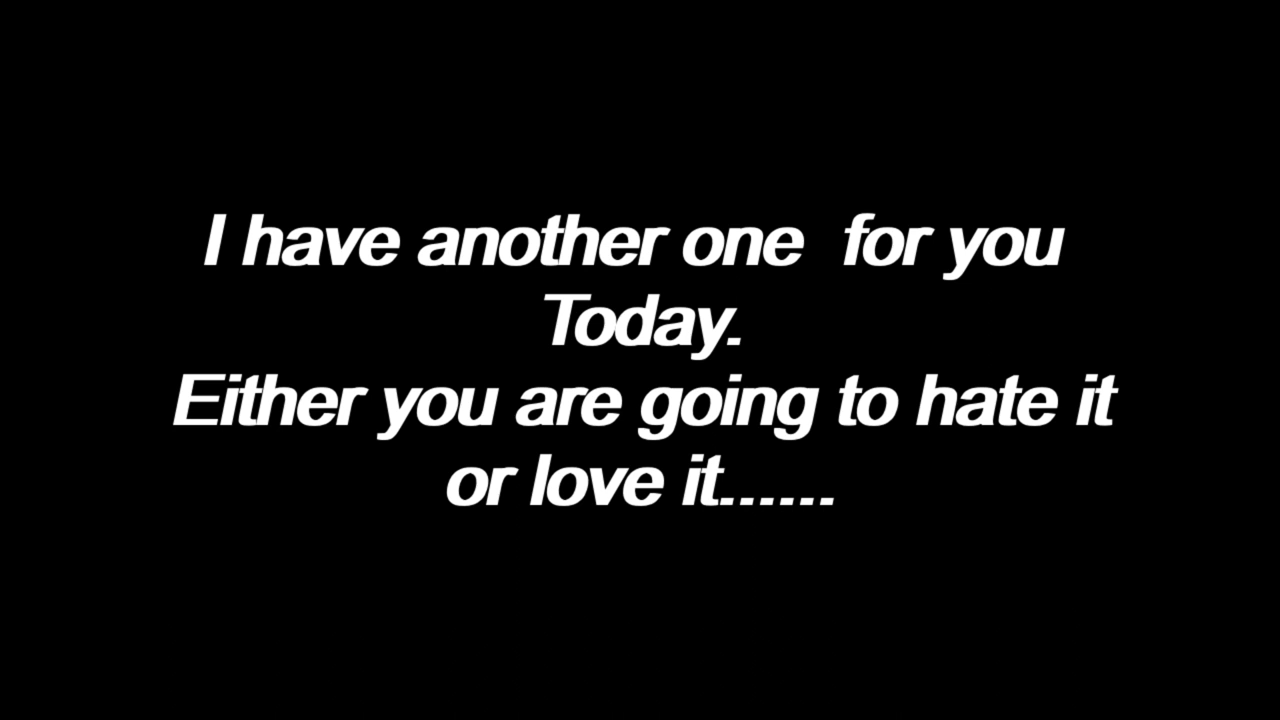 I have another one  for you
Today.
Either you are going to hate it
or love it......